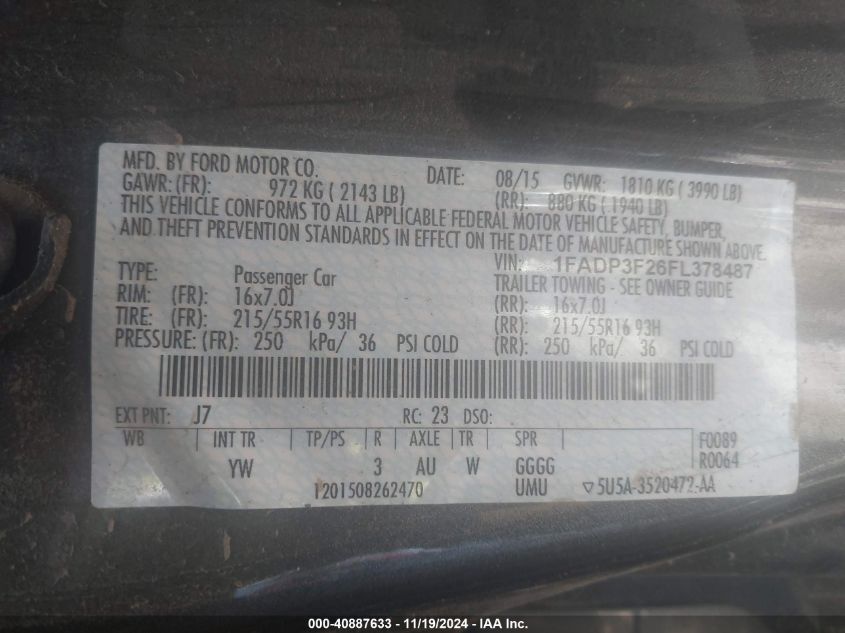 MFD. BY FORD MOTOR CO. DATE: 08/15 GVWR: 1810 KG ( 3990 LB)
GAWR: (FR): 972 KG ( 2143 LB) (RR): 880 KG ( 1940 LB)
THIS VEHICLE CONFORMS TO ALL APPLICABLE FEDERAL MOTOR VEHICLE SAFETY, BUMPER,
AND THEFT PREVENTION STANDARDS IN EFFECT ON THE DATE OF MANUFACTURE SHOWN ABOVE.
VIN: 1FADP3F26FL378487
TYPE: Passenger Car TRAILER TOWING - SEE OWNER GUIDE
RIM: (FR): 16x7.0J (RR): 16x7.0J
TIRE: (FR): 215/55R16 93H (RR): 215/55R16 93H
PRESSURE: (FR): 250 kPa/ 36 PSI COLD (RR): 250 kPa/ 36 PSI COLD
EXT PNT: J7 RC: 23 DSO:
WB INT TR TP/PS R AXLE TR SPR F0089
YW 3 AU W GGGG R0064
1201508262470 UMU ▽5U5A-3520472-AA
000-40887633 - 11/19/2024 - IAA Inc.